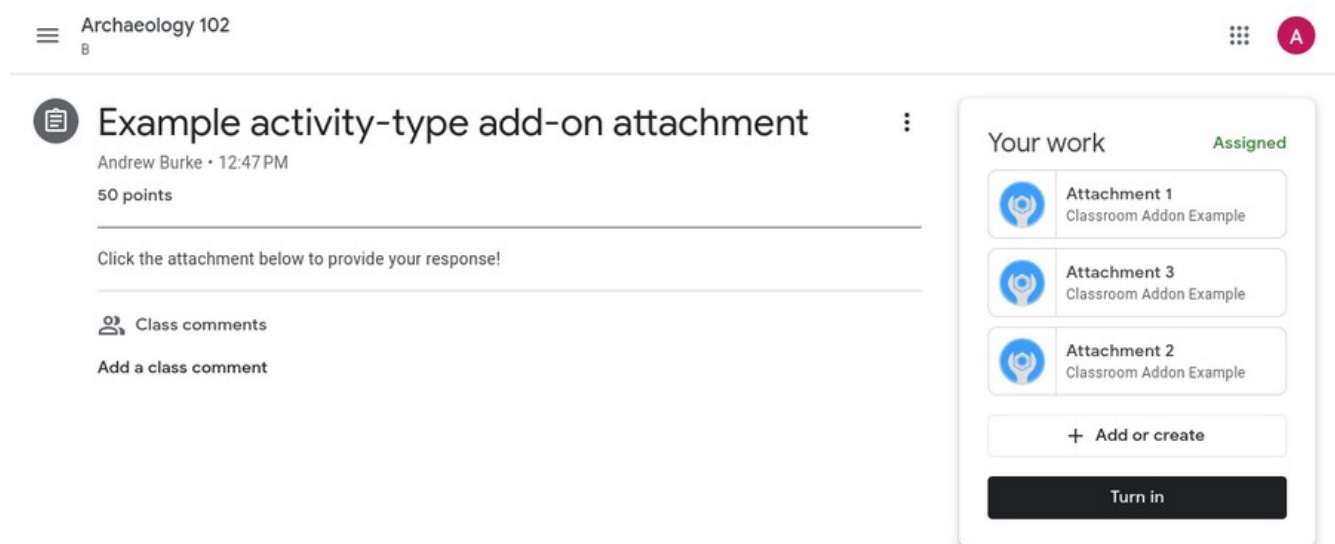 Archaeology 102
B
A
Example activity-type add-on attachment
Andrew Burke • 12:47 PM
50 points
Click the attachment below to provide your response!
Class comments
Add a class comment
Your work
Assigned
Attachment 1
Classroom Addon Example
Attachment 3
Classroom Addon Example
Attachment 2
Classroom Addon Example
+ Add or create
Turn in